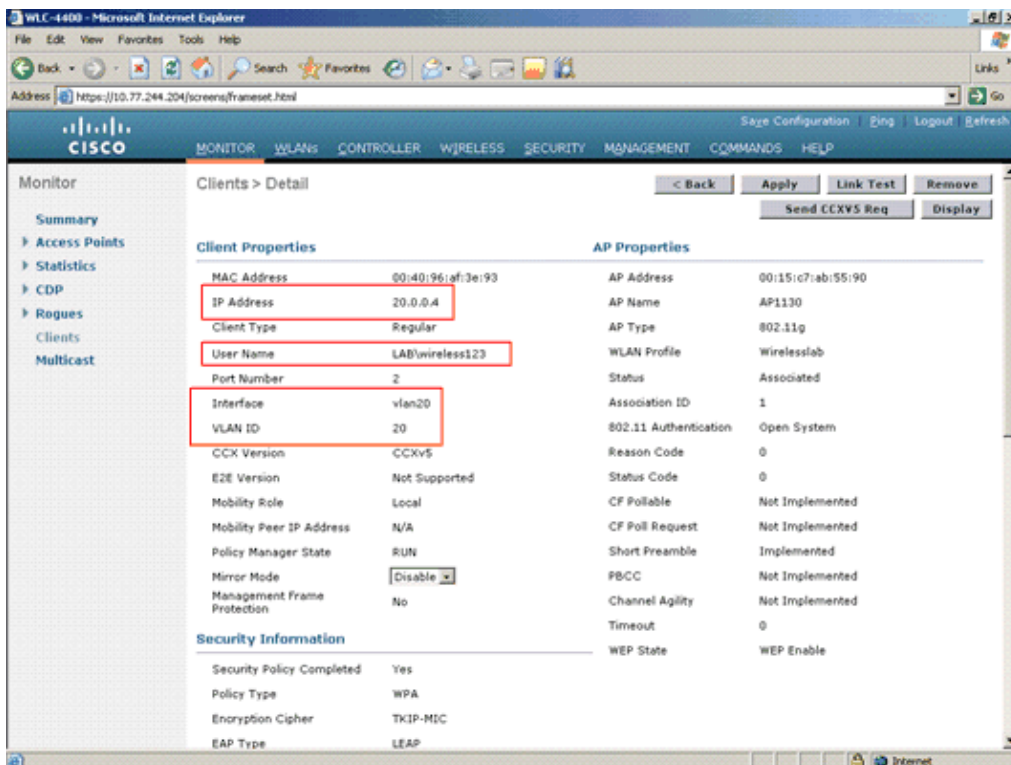 WLC-4400 - Microsoft Internet Explorer
File Edit View Favorites Tools Help
Back Search Favorites Links
Address https://10.77.244.204/screens/frameset.html Go
Save Configuration Ping Logout Refresh
CISCO MONITOR WLANs CONTROLLER WIRELESS SECURITY MANAGEMENT COMMANDS HELP
Monitor
Summary
Access Points
Statistics
CDP
Rogues
Clients
Multicast
Clients > Detail
< Back Apply Link Test Remove
Send CCXV5 Req Display
Client Properties
MAC Address 00:40:96:af:3e:93
IP Address 20.0.0.4
Client Type Regular
User Name LAB\wireless123
Port Number 2
Interface vlan20
VLAN ID 20
CCX Version CCXv5
E2E Version Not Supported
Mobility Role Local
Mobility Peer IP Address N/A
Policy Manager State RUN
Mirror Mode Disable
Management Frame
Protection No
Security Information
Security Policy Completed Yes
Policy Type WPA
Encryption Cipher TKIP-MIC
EAP Type LEAP
AP Properties
AP Address 00:15:c7:ab:55:90
AP Name AP1130
AP Type 802.11g
WLAN Profile Wirelesslab
Status Associated
Association ID 1
802.11 Authentication Open System
Reason Code 0
Status Code 0
CF Pollable Not Implemented
CF Poll Request Not Implemented
Short Preamble Implemented
PBCC Not Implemented
Channel Agility Not Implemented
Timeout 0
WEP State WEP Enable
Internet